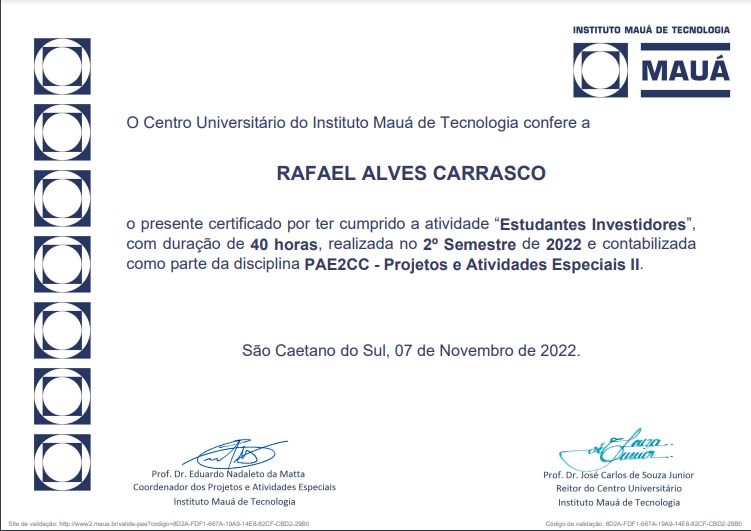 INSTITUTO MAUÁ DE TECNOLOGIA
MAUÁ
O Centro Universitário do Instituto Mauá de Tecnologia confere a
RAFAEL ALVES CARRASCO
o presente certificado por ter cumprido a atividade “Estudantes Investidores”,
com duração de 40 horas, realizada no 2º Semestre de 2022 e contabilizada
como parte da disciplina PAE2CC - Projetos e Atividades Especiais II.
São Caetano do Sul, 07 de Novembro de 2022.
Prof. Dr. Eduardo Nadaleto da Matta
Coordenador dos Projetos e Atividades Especiais
Instituto Mauá de Tecnologia
Souza
Junior
Prof. Dr. José Carlos de Souza Junior
Reitor do Centro Universitário
Instituto Mauá de Tecnologia
Site de validação: http://www2.maua.br/valida-pae?codigo=8D2A-FDF1-667A-19A9-14E8-82CF-CBD2-29B0
Código de validação: 8D2A-FDF1-667A-19A9-14E8-82CF-CBD2-29B0